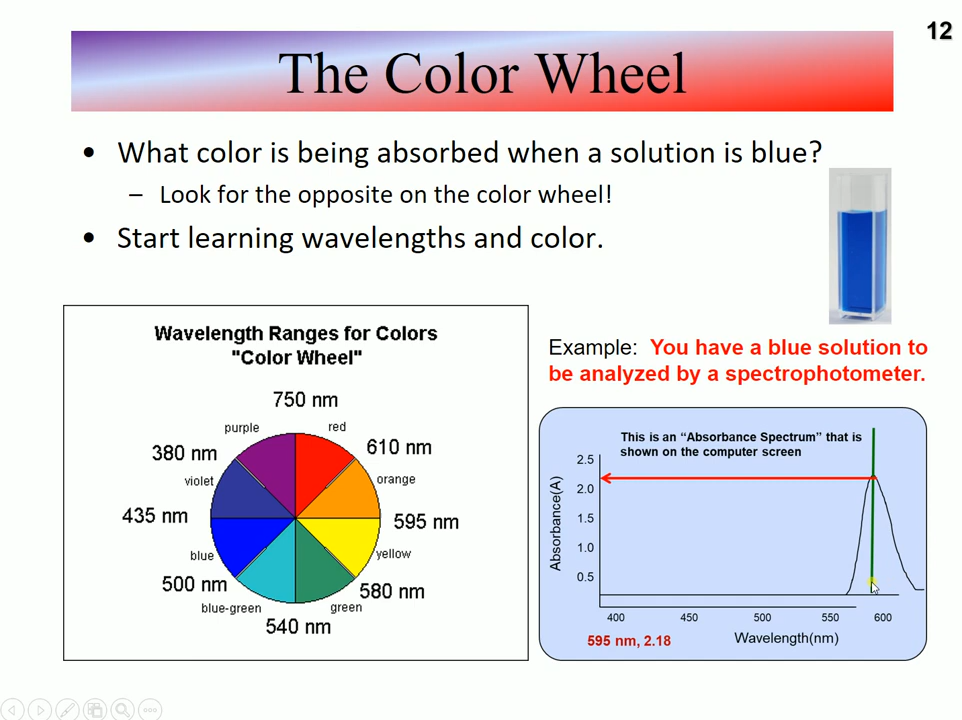 12
The Color Wheel
• What color is being absorbed when a solution is blue?
– Look for the opposite on the color wheel!
• Start learning wavelengths and color.
Wavelength Ranges for Colors
"Color Wheel"
750 nm
purple
red
380 nm
610 nm
violet
orange
435 nm
595 nm
blue
yellow
500 nm
580 nm
blue-green
green
540 nm
Example: You have a blue solution to
be analyzed by a spectrophotometer.
This is an “Absorbance Spectrum” that is
shown on the computer screen
Absorbance(A)
2.5
2.0
1.5
1.0
0.5
400 450 500 550 600
595 nm, 2.18
Wavelength(nm)